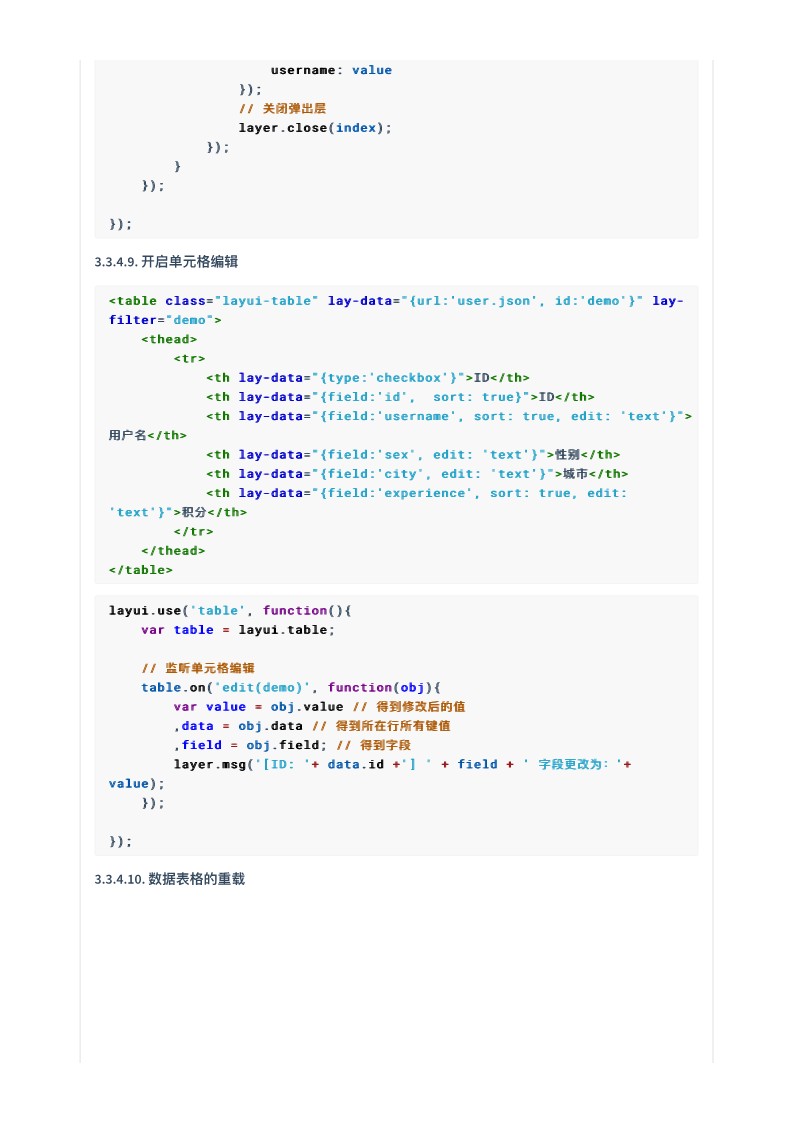 username: value
                });
                // 关闭弹出层
                layer.close(index);
            });
        }
    });

});
3.3.4.9. 开启单元格编辑
<table class="layui-table" lay-data="{url:'user.json', id:'demo'}" lay-
filter="demo">
    <thead>
        <tr>
            <th lay-data="{type:'checkbox'}">ID</th>
            <th lay-data="{field:'id',  sort: true}">ID</th>
            <th lay-data="{field:'username', sort: true, edit: 'text'}">
用户名</th>
            <th lay-data="{field:'sex', edit: 'text'}">性别</th>
            <th lay-data="{field:'city', edit: 'text'}">城市</th>
            <th lay-data="{field:'experience', sort: true, edit:
'text'}">积分</th>
        </tr>
    </thead>
</table>
layui.use('table', function(){
    var table = layui.table;

    // 监听单元格编辑
    table.on('edit(demo)', function(obj){
        var value = obj.value // 得到修改后的值
        ,data = obj.data // 得到所在行所有键值
        ,field = obj.field; // 得到字段
        layer.msg('[ID: '+ data.id +'] ' + field + ' 字段更改为：'+
value);
    });

});
3.3.4.10. 数据表格的重载